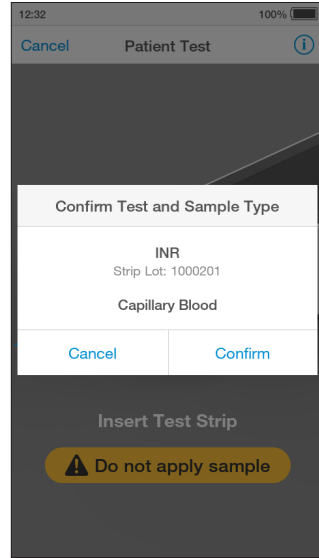 12:32 100%
Cancel Patient Test i
Confirm Test and Sample Type
INR
Strip Lot: 1000201
Capillary Blood
Cancel Confirm
Insert Test Strip
Do not apply sample